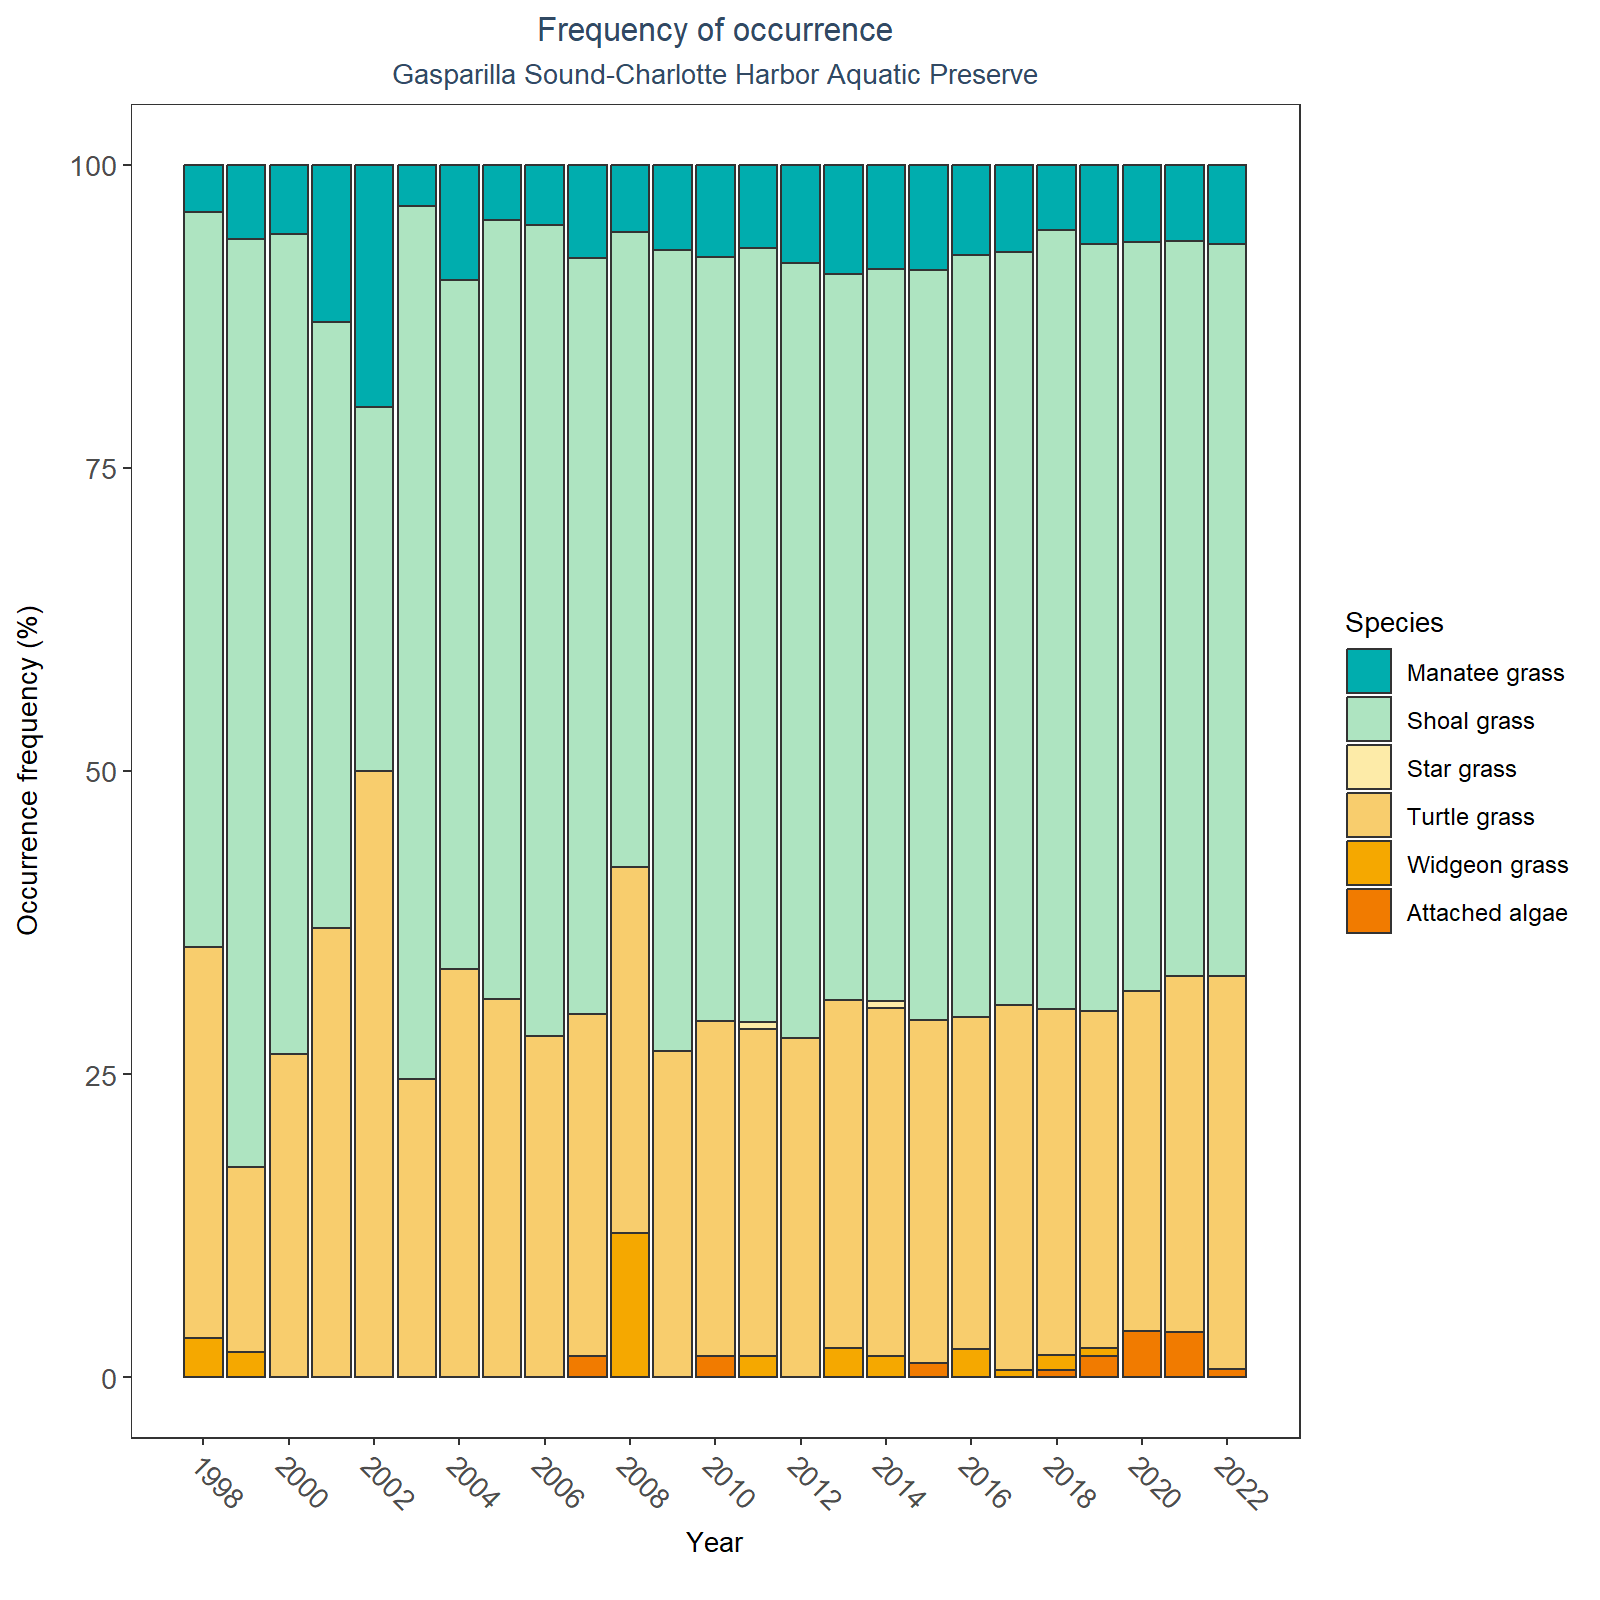 Frequency of occurrence
Gasparilla Sound-Charlotte Harbor Aquatic Preserve
Occurrence frequency (%)
100
75
50
25
0
1998
2000
2002
2004
2006
2008
2010
2012
2014
2016
2018
2020
2022
Year
Species
Manatee grass
Shoal grass
Star grass
Turtle grass
Widgeon grass
Attached algae